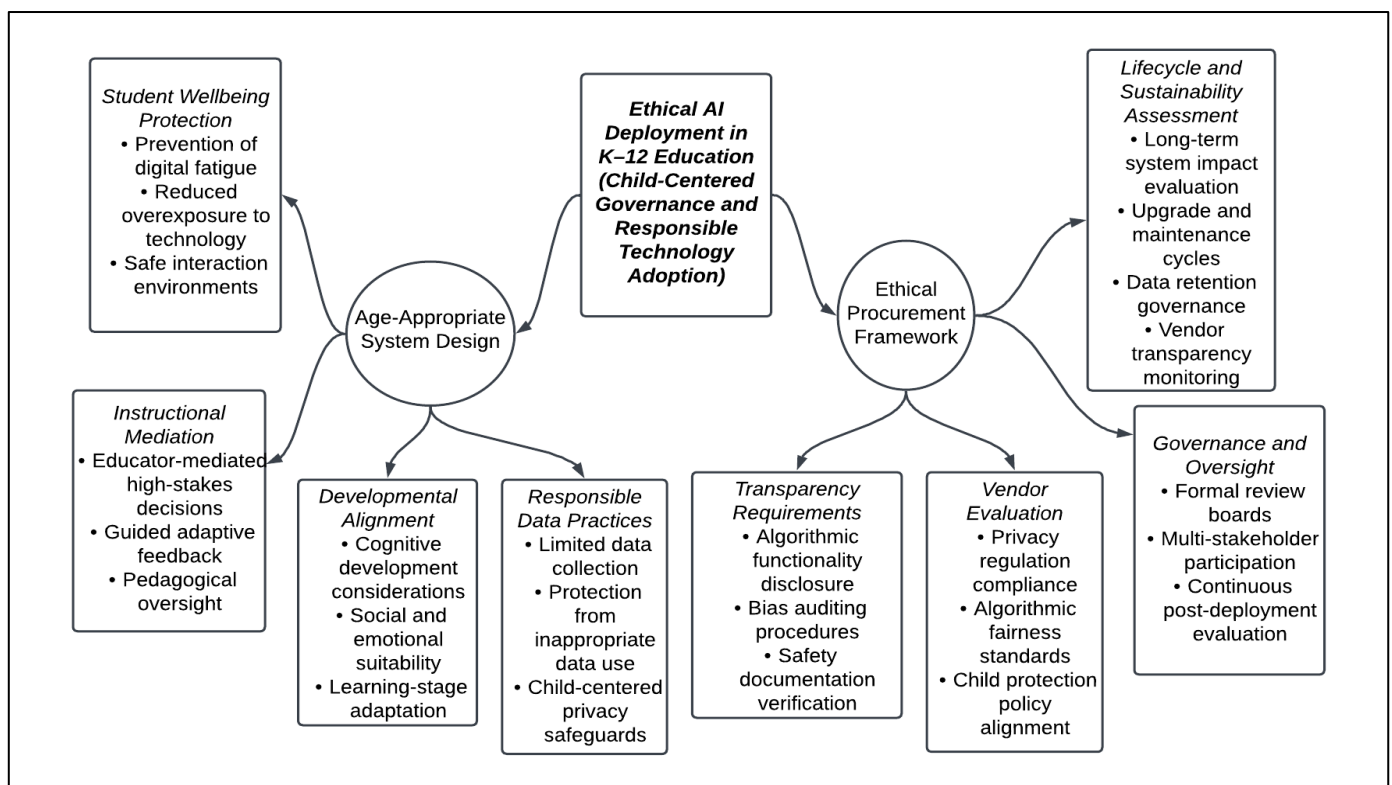 Ethical AI
Deployment in
K–12 Education
(Child-Centered
Governance and
Responsible
Technology
Adoption)
Age-Appropriate
System Design
Student Wellbeing
Protection
• Prevention of
digital fatigue
• Reduced
overexposure to
technology
• Safe interaction
environments
Instructional
Mediation
• Educator-mediated
high-stakes
decisions
• Guided adaptive
feedback
• Pedagogical
oversight
Developmental
Alignment
• Cognitive
development
considerations
• Social and
emotional
suitability
• Learning-stage
adaptation
Responsible
Data Practices
• Limited data
collection
• Protection
from
inappropriate
data use
• Child-centered
privacy
safeguards
Ethical
Procurement
Framework
Transparency
Requirements
• Algorithmic
functionality
disclosure
• Bias auditing
procedures
• Safety
documentation
verification
Vendor
Evaluation
• Privacy
regulation
compliance
• Algorithmic
fairness
standards
• Child protection
policy
alignment
Lifecycle and
Sustainability
Assessment
• Long-term
system impact
evaluation
• Upgrade and
maintenance
cycles
• Data retention
governance
• Vendor
transparency
monitoring
Governance and
Oversight
• Formal review
boards
• Multi-stakeholder
participation
• Continuous
post-deployment
evaluation